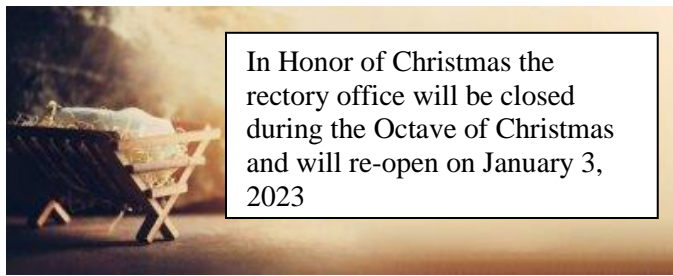 In Honor of Christmas the
rectory office will be closed
during the Octave of Christmas
and will re-open on January 3,
2023